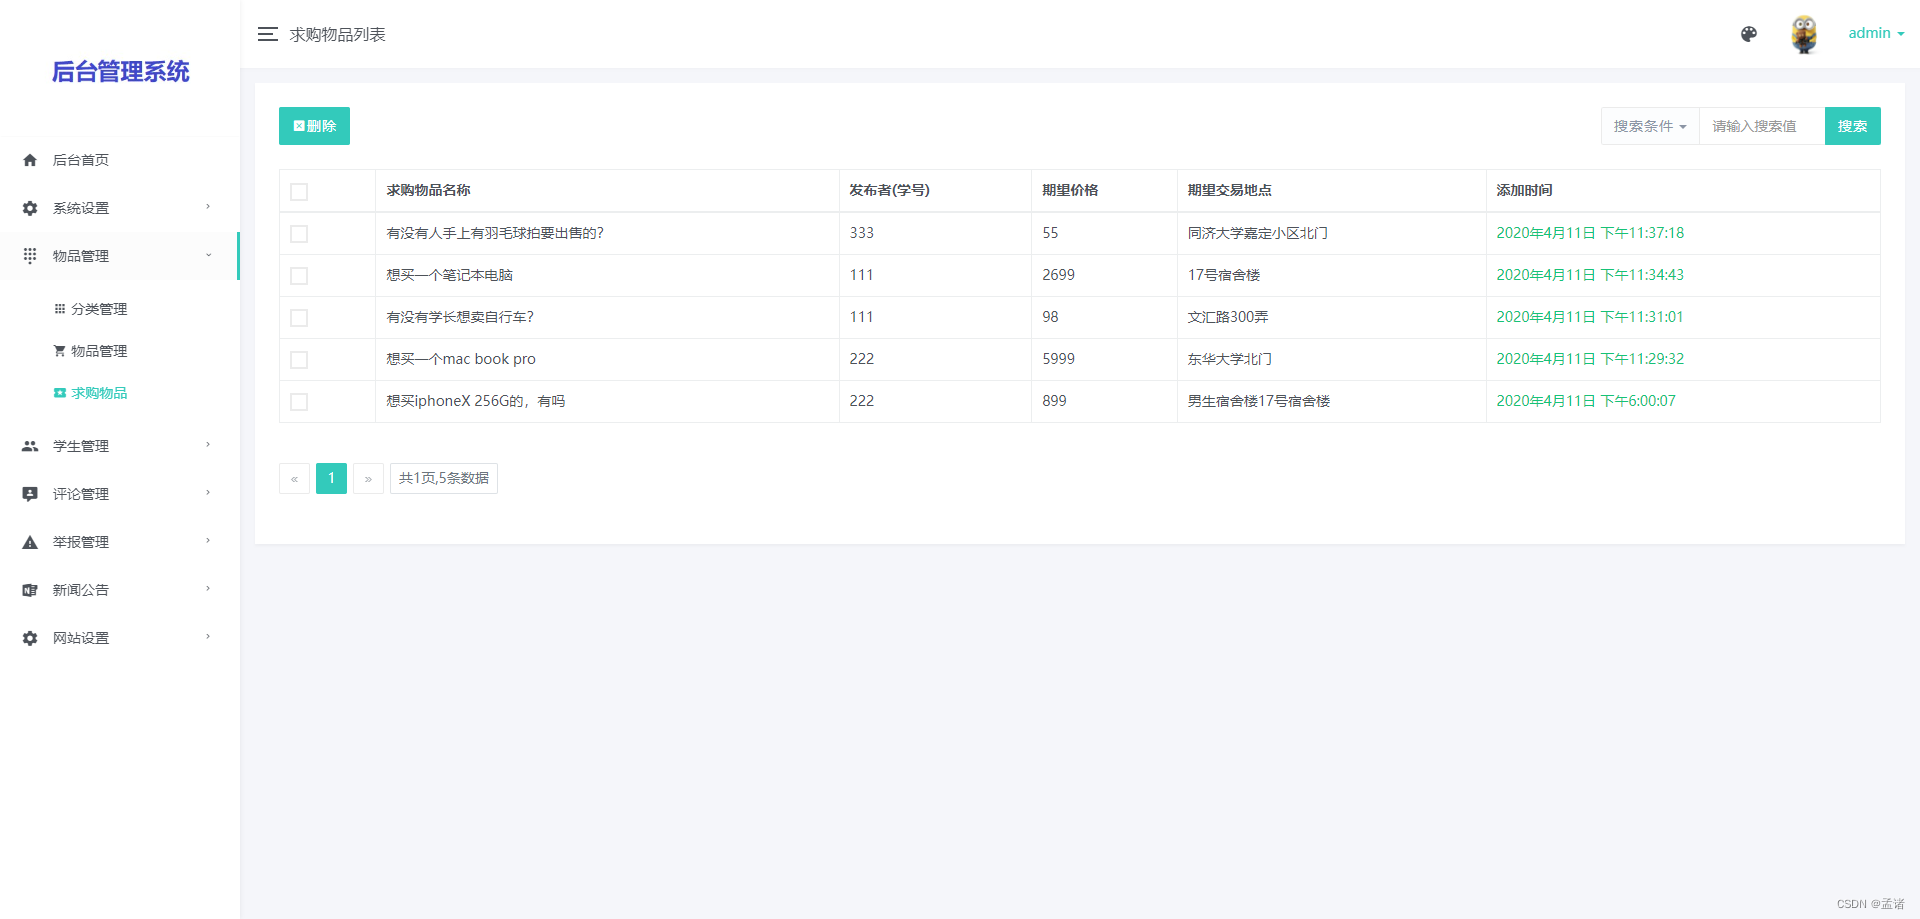 后台管理系统
求购物品列表
admin
后台首页
系统设置
物品管理
分类管理
物品管理
求购物品
学生管理
评论管理
举报管理
新闻公告
网站设置
删除
搜索条件 请输入搜索值 搜索
求购物品名称 发布者(学号) 期望价格 期望交易地点 添加时间
有没有人手上有羽毛球拍要出售的? 333 55 同济大学嘉定小区北门 2020年4月11日 下午11:37:18
想买一个笔记本电脑 111 2699 17号宿舍楼 2020年4月11日 下午11:34:43
有没有学长想卖自行车? 111 98 文汇路300弄 2020年4月11日 下午11:31:01
想买一个mac book pro 222 5999 东华大学北门 2020年4月11日 下午11:29:32
想买iphoneX 256G的，有吗 222 899 男生宿舍楼17号宿舍楼 2020年4月11日 下午6:00:07
« 1 » 共1页,5条数据
CSDN @孟诸